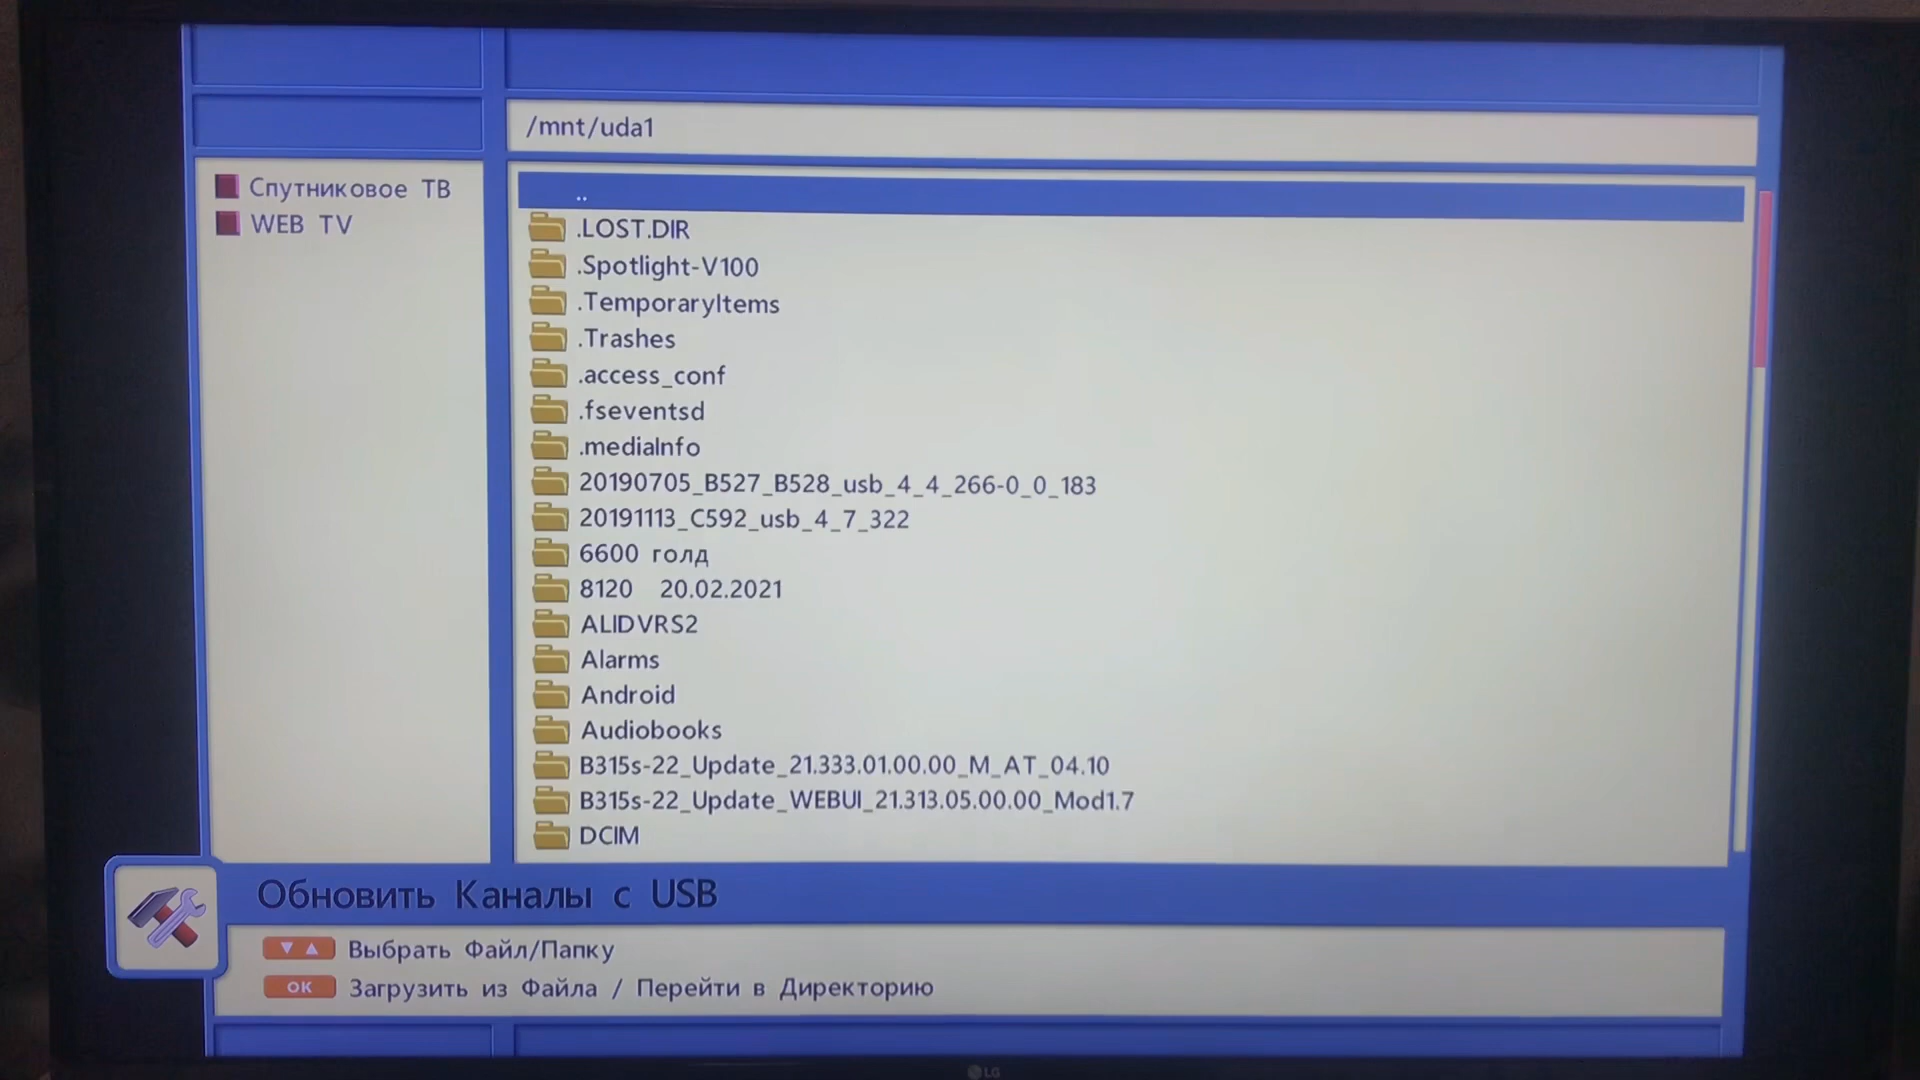 /mnt/uda1
Спутниковое ТВ
WEB TV
..
.LOST.DIR
.Spotlight-V100
.TemporaryItems
.Trashes
.access_conf
.fseventsd
.mediaInfo
20190705_B527_B528_usb_4_4_266-0_0_183
20191113_C592_usb_4_7_322
6600 голд
8120 20.02.2021
ALIDVRS2
Alarms
Android
Audiobooks
B315s-22_Update_21.333.01.00.00_M_AT_04.10
B315s-22_Update_WEBUI_21.313.05.00.00_Mod1.7
DCIM
Обновить Каналы с USB
Выбрать Файл/Папку
OK Загрузить из Файла / Перейти в Директорию
LG